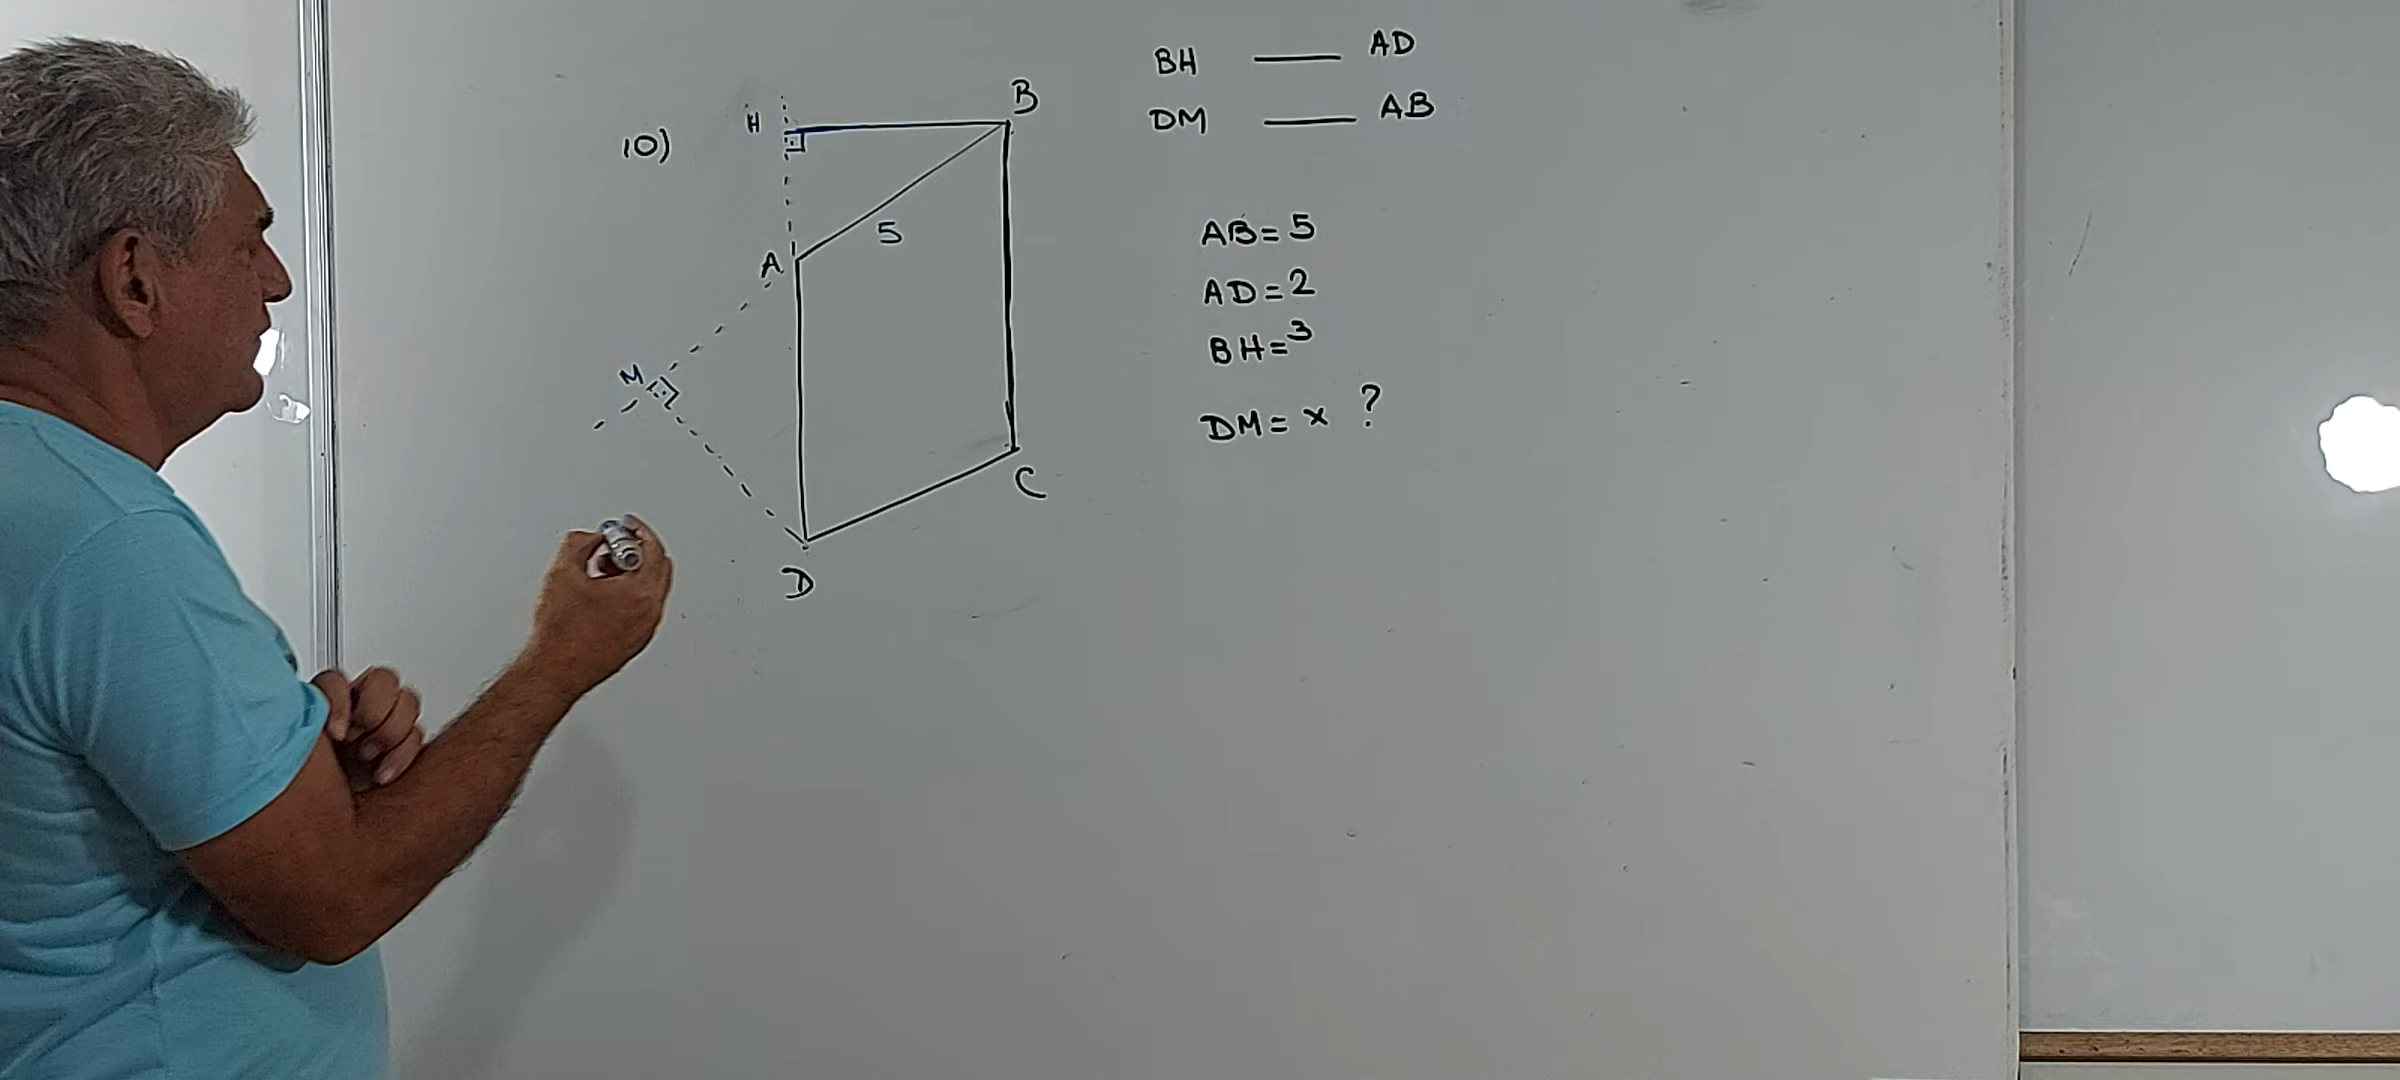 10)
H
B
A
5
M
D
C
BH —— AD
DM —— AB
AB = 5
AD = 2
BH = 3
DM = x ?